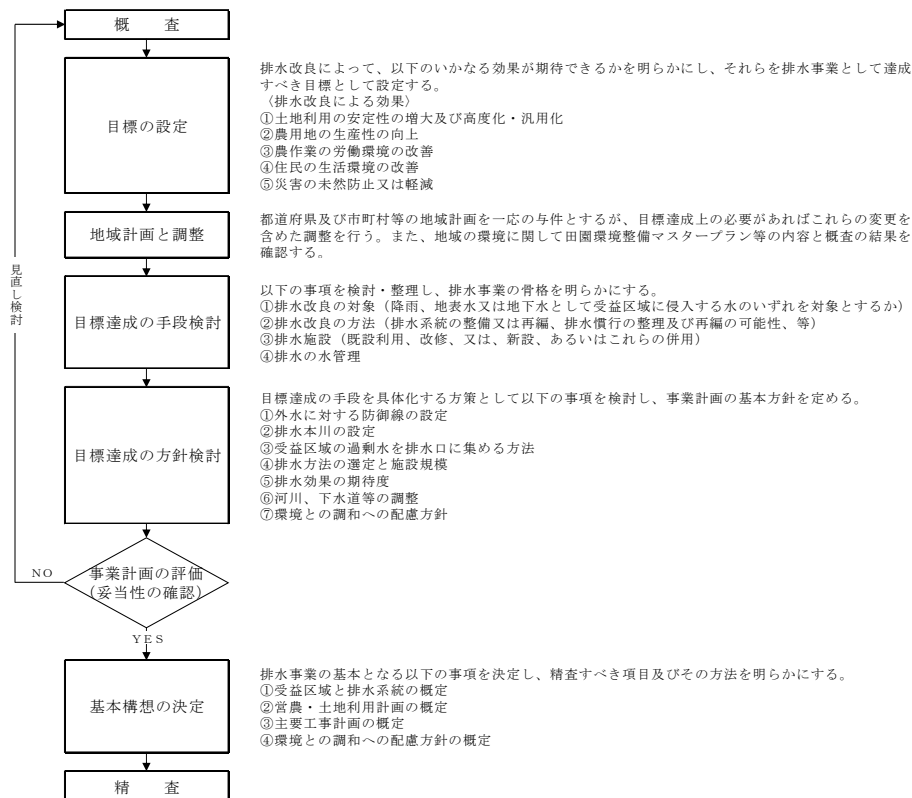 概　査
目標の設定
排水改良によって、以下のいかなる効果が期待できるかを明らかにし、それらを排水事業として達成
すべき目標として設定する。
〈排水改良による効果〉
①土地利用の安定性の増大及び高度化・汎用化
②農用地の生産性の向上
③農作業の労働環境の改善
④住民の生活環境の改善
⑤災害の未然防止又は軽減
地域計画と調整
都道府県及び市町村等の地域計画を一応の与件とするが、目標達成上の必要があればこれらの変更を
含めた調整を行う。また、地域の環境に関して田園環境整備マスタープラン等の内容と概査の結果を
確認する。
見直し検討
目標達成の手段検討
以下の事項を検討・整理し、排水事業の骨格を明らかにする。
①排水改良の対象（降雨、地表水又は地下水として受益区域に侵入する水のいずれを対象とするか）
②排水改良の方法（排水系統の整備又は再編、排水慣行の整理及び再編の可能性、等）
③排水施設（既設利用、改修、又は、新設、あるいはこれらの併用）
④排水の水管理
目標達成の方針検討
目標達成の手段を具体化する方策として以下の事項を検討し、事業計画の基本方針を定める。
①外水に対する防御線の設定
②排水本川の設定
③受益区域の過剰水を排水口に集める方法
④排水方法の選定と施設規模
⑤排水効果の期待度
⑥河川、下水道等の調整
⑦環境との調和への配慮方針
NO
事業計画の評価
（妥当性の確認）
YES
基本構想の決定
排水事業の基本となる以下の事項を決定し、精査すべき項目及びその方法を明らかにする。
①受益区域と排水系統の概定
②営農・土地利用計画の概定
③主要工事計画の概定
④環境との調和への配慮方針の概定
精　査